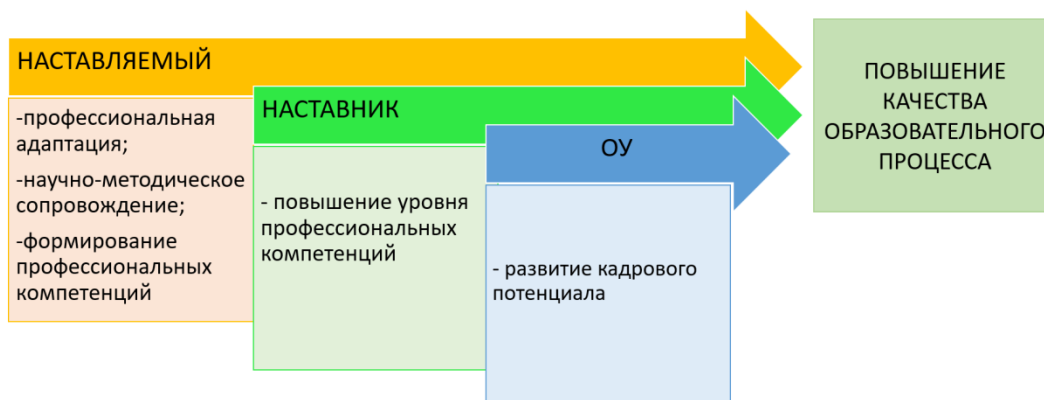 НАСТАВЛЯЕМЫЙ
-профессиональная
адаптация;
-научно-методическое
сопровождение;
-формирование
профессиональных
компетенций
НАСТАВНИК
- повышение уровня
профессиональных
компетенций
ОУ
- развитие кадрового
потенциала
ПОВЫШЕНИЕ
КАЧЕСТВА
ОБРАЗОВАТЕЛЬНОГО
ПРОЦЕССА